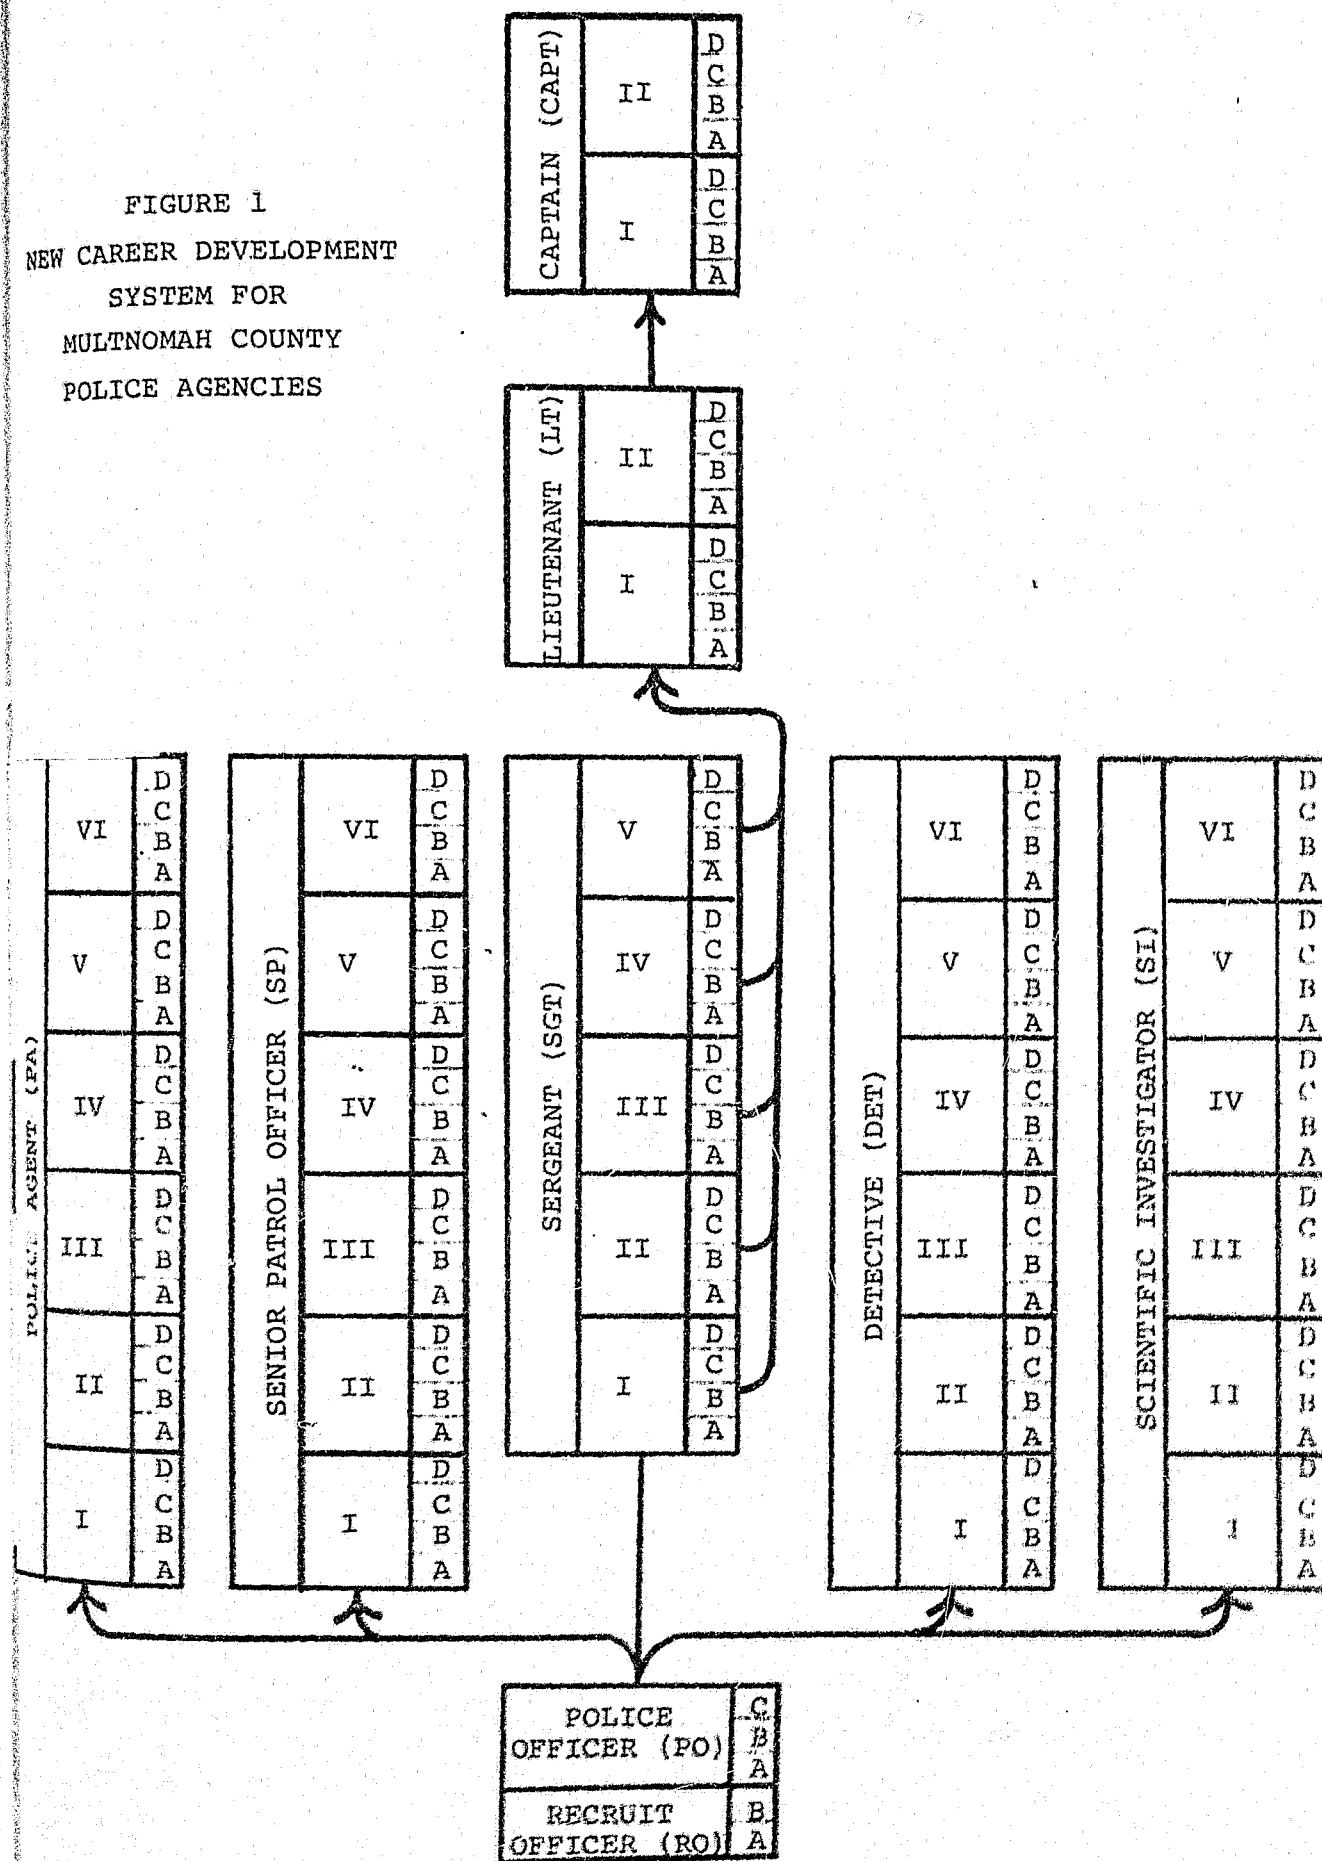 FIGURE 1
NEW CAREER DEVELOPMENT
SYSTEM FOR
MULTNOMAH COUNTY
POLICE AGENCIES
CAPTAIN (CAPT)
II
D
C
B
A
I
D
C
B
A
LIEUTENANT (LT)
II
D
C
B
A
I
D
C
B
A
POLICE AGENT (PA)
VI
D
C
B
A
V
D
C
B
A
IV
D
C
B
A
III
D
C
B
A
II
D
C
B
A
I
D
C
B
A
SENIOR PATROL OFFICER (SP)
VI
D
C
B
A
V
D
C
B
A
IV
D
C
B
A
III
D
C
B
A
II
D
C
B
A
I
D
C
B
A
SERGEANT (SGT)
V
D
C
B
A
IV
D
C
B
A
III
D
C
B
A
II
D
C
B
A
I
D
C
B
A
DETECTIVE (DET)
VI
D
C
B
A
V
D
C
B
A
IV
D
C
B
A
III
D
C
B
A
II
D
C
B
A
I
D
C
B
A
SCIENTIFIC INVESTIGATOR (SI)
VI
D
C
B
A
V
D
C
B
A
IV
D
C
B
A
III
D
C
B
A
II
D
C
B
A
I
D
C
B
A
POLICE
OFFICER (PO)
C
B
A
RECRUIT
OFFICER (RO)
B
A